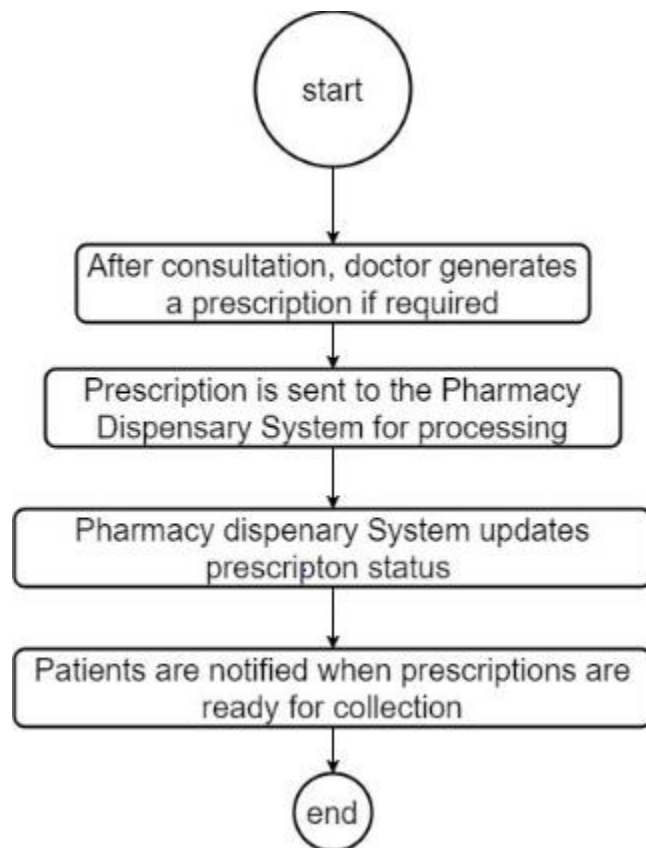 start
After consultation, doctor generates
a prescription if required
Prescription is sent to the Pharmacy
Dispensary System for processing
Pharmacy dispenary System updates
prescripton status
Patients are notified when prescriptions are
ready for collection
end